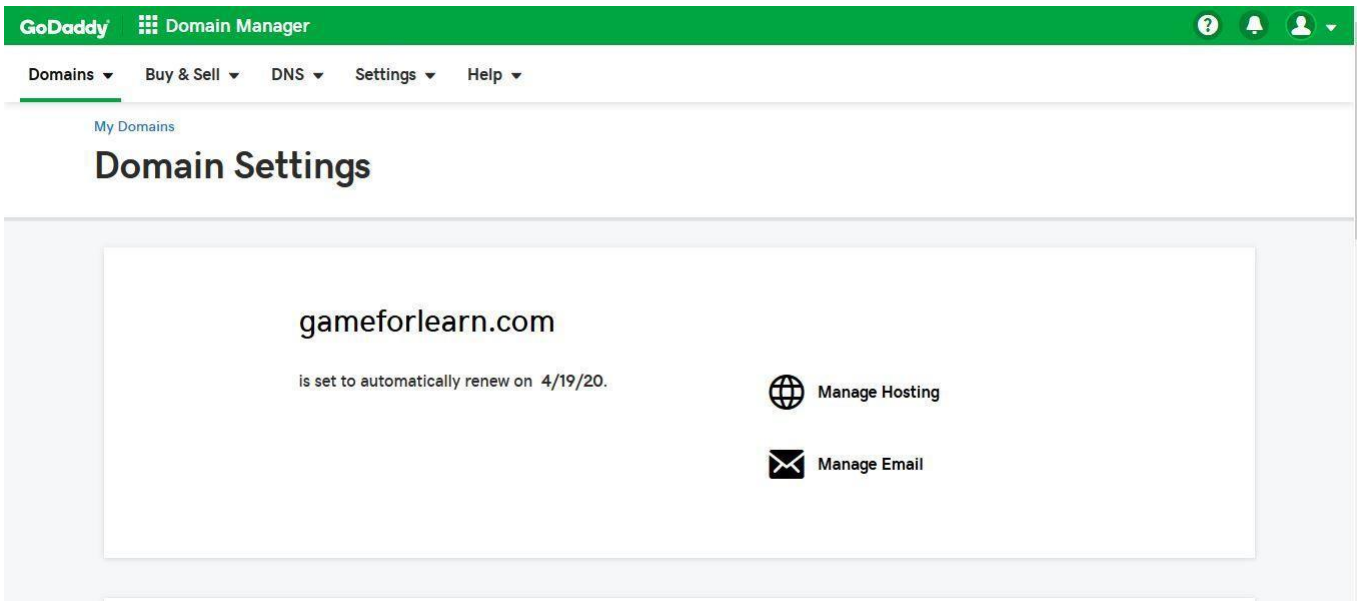 GoDaddy Domain Manager
Domains Buy & Sell DNS Settings Help
My Domains
Domain Settings
gameforlearn.com
is set to automatically renew on 4/19/20.
Manage Hosting
Manage Email